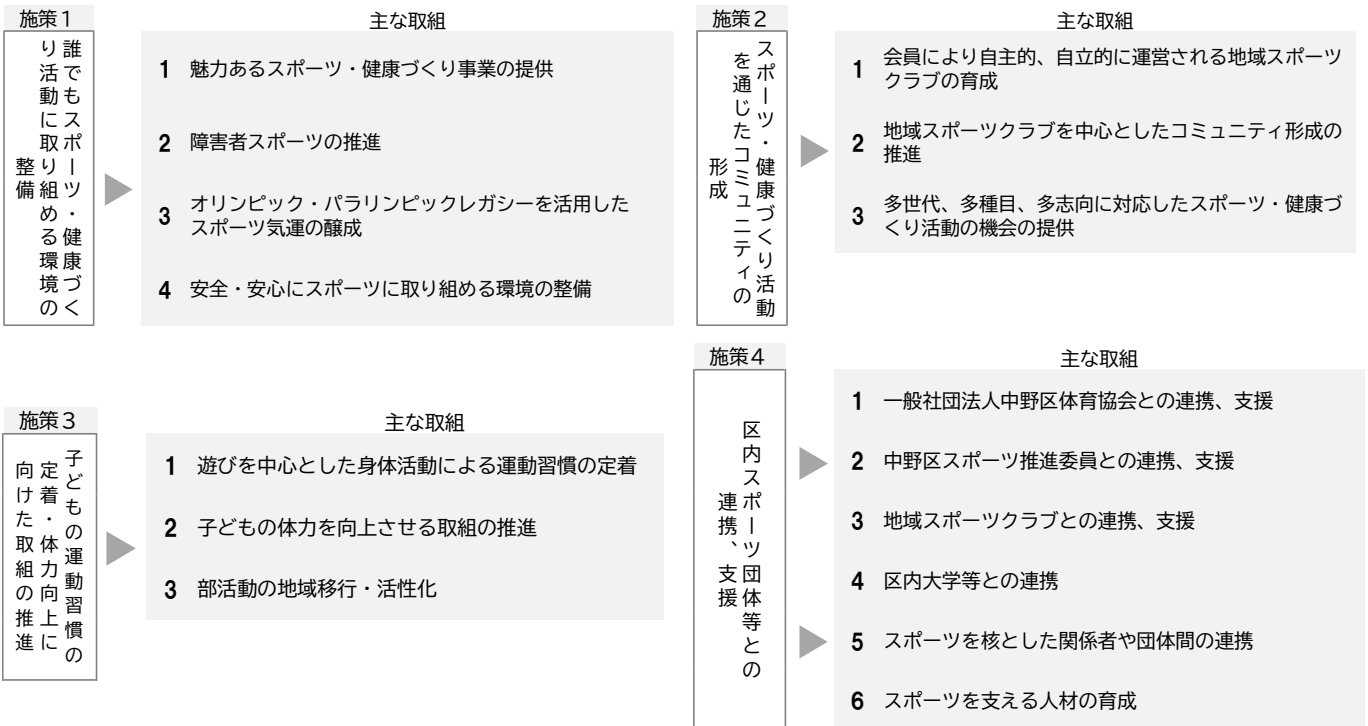 施策１
誰でもスポーツ・健康づく
り活動に取り組める環境の
整備
主な取組
1 魅力あるスポーツ・健康づくり事業の提供
2 障害者スポーツの推進
3 オリンピック・パラリンピックレガシーを活用した
スポーツ気運の醸成
4 安全・安心にスポーツに取り組める環境の整備
施策２
スポーツ・健康づくり活動
を通じたコミュニティの
形成
主な取組
1 会員により自主的、自立的に運営される地域スポーツ
クラブの育成
2 地域スポーツクラブを中心としたコミュニティ形成の
推進
3 多世代、多種目、多志向に対応したスポーツ・健康づ
くり活動の機会の提供
施策３
子どもの運動習慣の
定着・体力向上に
向けた取組の推進
主な取組
1 遊びを中心とした身体活動による運動習慣の定着
2 子どもの体力を向上させる取組の推進
3 部活動の地域移行・活性化
施策４
区内スポーツ団体等との
連携、支援
主な取組
1 一般社団法人中野区体育協会との連携、支援
2 中野区スポーツ推進委員との連携、支援
3 地域スポーツクラブとの連携、支援
4 区内大学等との連携
5 スポーツを核とした関係者や団体間の連携
6 スポーツを支える人材の育成